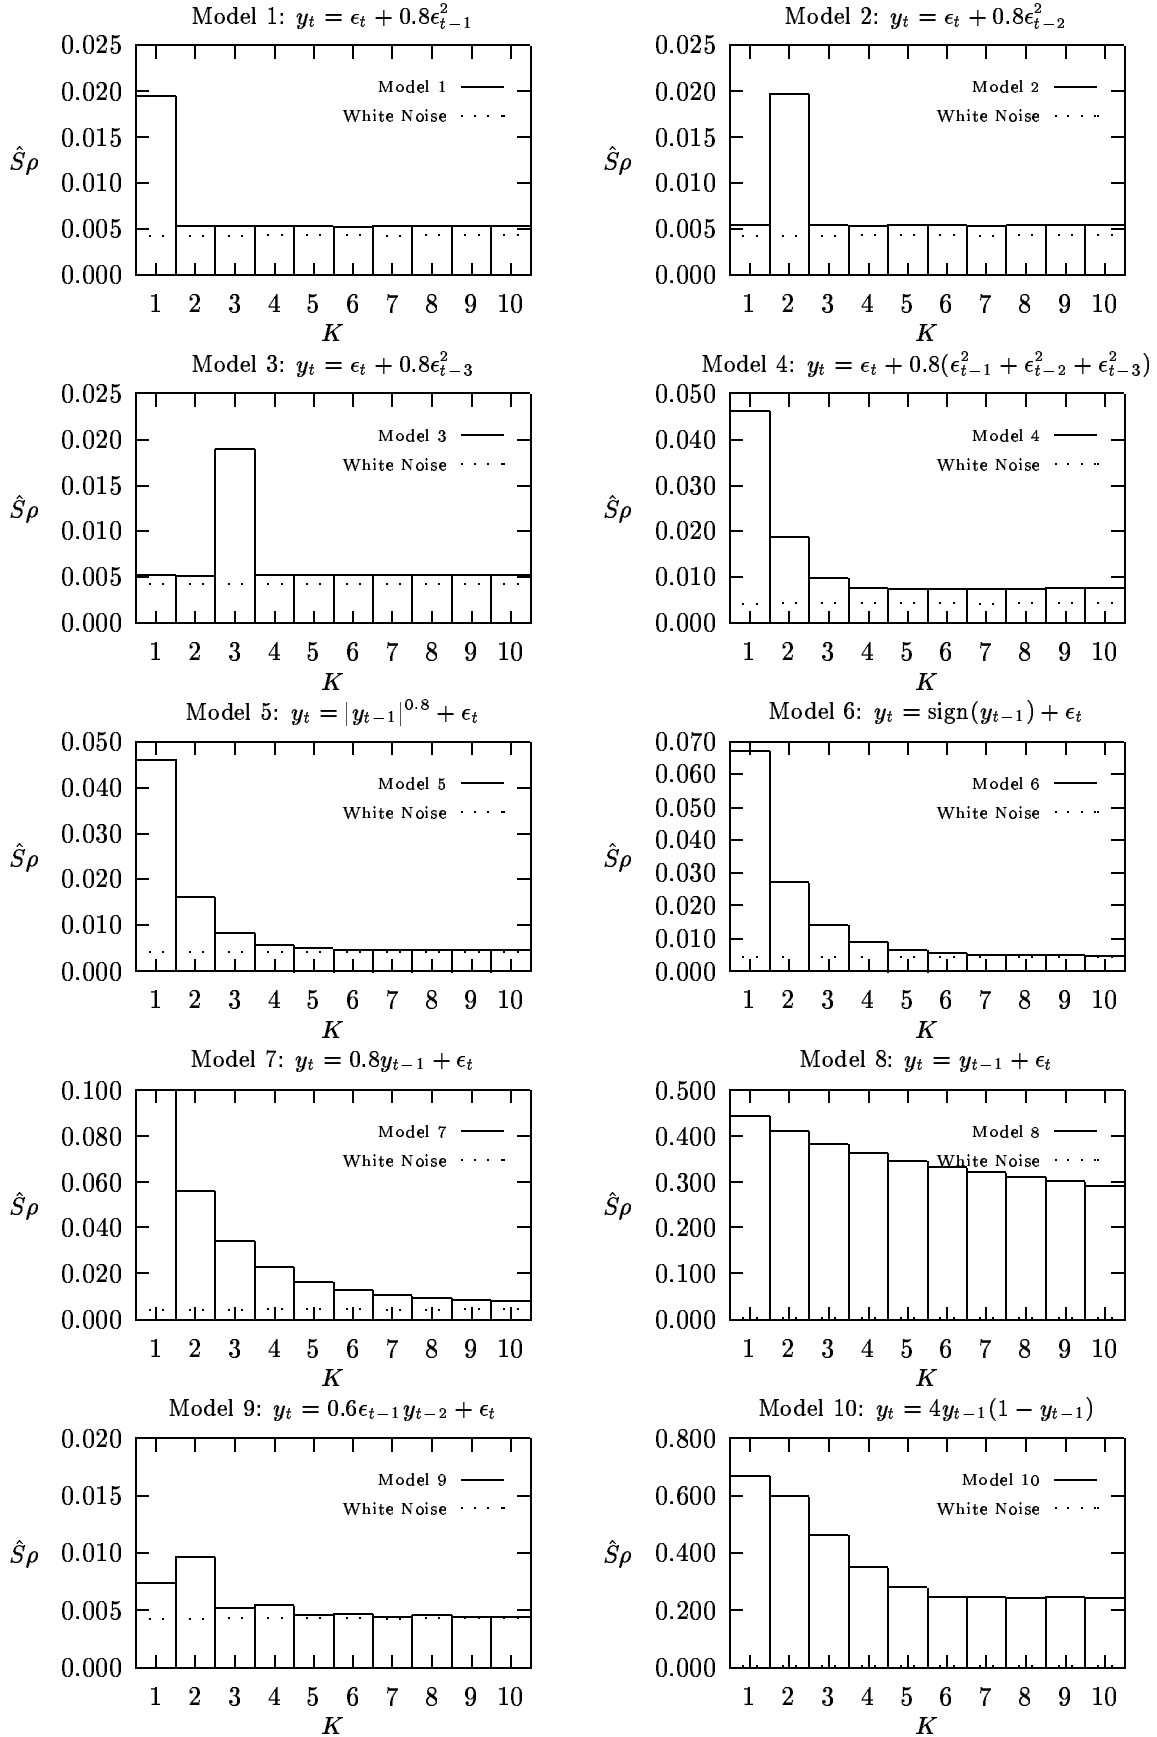 Model 1: y_t = ϵ_t + 0.8ϵ²_{t−1}
0.025
0.020
0.015
0.010
0.005
0.000
Ŝρ
Model 1
White Noise
1 2 3 4 5 6 7 8 9 10
K
Model 2: y_t = ϵ_t + 0.8ϵ²_{t−2}
0.025
0.020
0.015
0.010
0.005
0.000
Ŝρ
Model 2
White Noise
1 2 3 4 5 6 7 8 9 10
K
Model 3: y_t = ϵ_t + 0.8ϵ²_{t−3}
0.025
0.020
0.015
0.010
0.005
0.000
Ŝρ
Model 3
White Noise
1 2 3 4 5 6 7 8 9 10
K
Model 4: y_t = ϵ_t + 0.8(ϵ²_{t−1} + ϵ²_{t−2} + ϵ²_{t−3})
0.050
0.040
0.030
0.020
0.010
0.000
Ŝρ
Model 4
White Noise
1 2 3 4 5 6 7 8 9 10
K
Model 5: y_t = |y_{t−1}|^{0.8} + ϵ_t
0.050
0.040
0.030
0.020
0.010
0.000
Ŝρ
Model 5
White Noise
1 2 3 4 5 6 7 8 9 10
K
Model 6: y_t = sign(y_{t−1}) + ϵ_t
0.070
0.060
0.050
0.040
0.030
0.020
0.010
0.000
Ŝρ
Model 6
White Noise
1 2 3 4 5 6 7 8 9 10
K
Model 7: y_t = 0.8y_{t−1} + ϵ_t
0.100
0.080
0.060
0.040
0.020
0.000
Ŝρ
Model 7
White Noise
1 2 3 4 5 6 7 8 9 10
K
Model 8: y_t = y_{t−1} + ϵ_t
0.500
0.400
0.300
0.200
0.100
0.000
Ŝρ
Model 8
White Noise
1 2 3 4 5 6 7 8 9 10
K
Model 9: y_t = 0.6ϵ_{t−1}y_{t−2} + ϵ_t
0.020
0.015
0.010
0.005
0.000
Ŝρ
Model 9
White Noise
1 2 3 4 5 6 7 8 9 10
K
Model 10: y_t = 4y_{t−1}(1 − y_{t−1})
0.800
0.600
0.400
0.200
0.000
Ŝρ
Model 10
White Noise
1 2 3 4 5 6 7 8 9 10
K